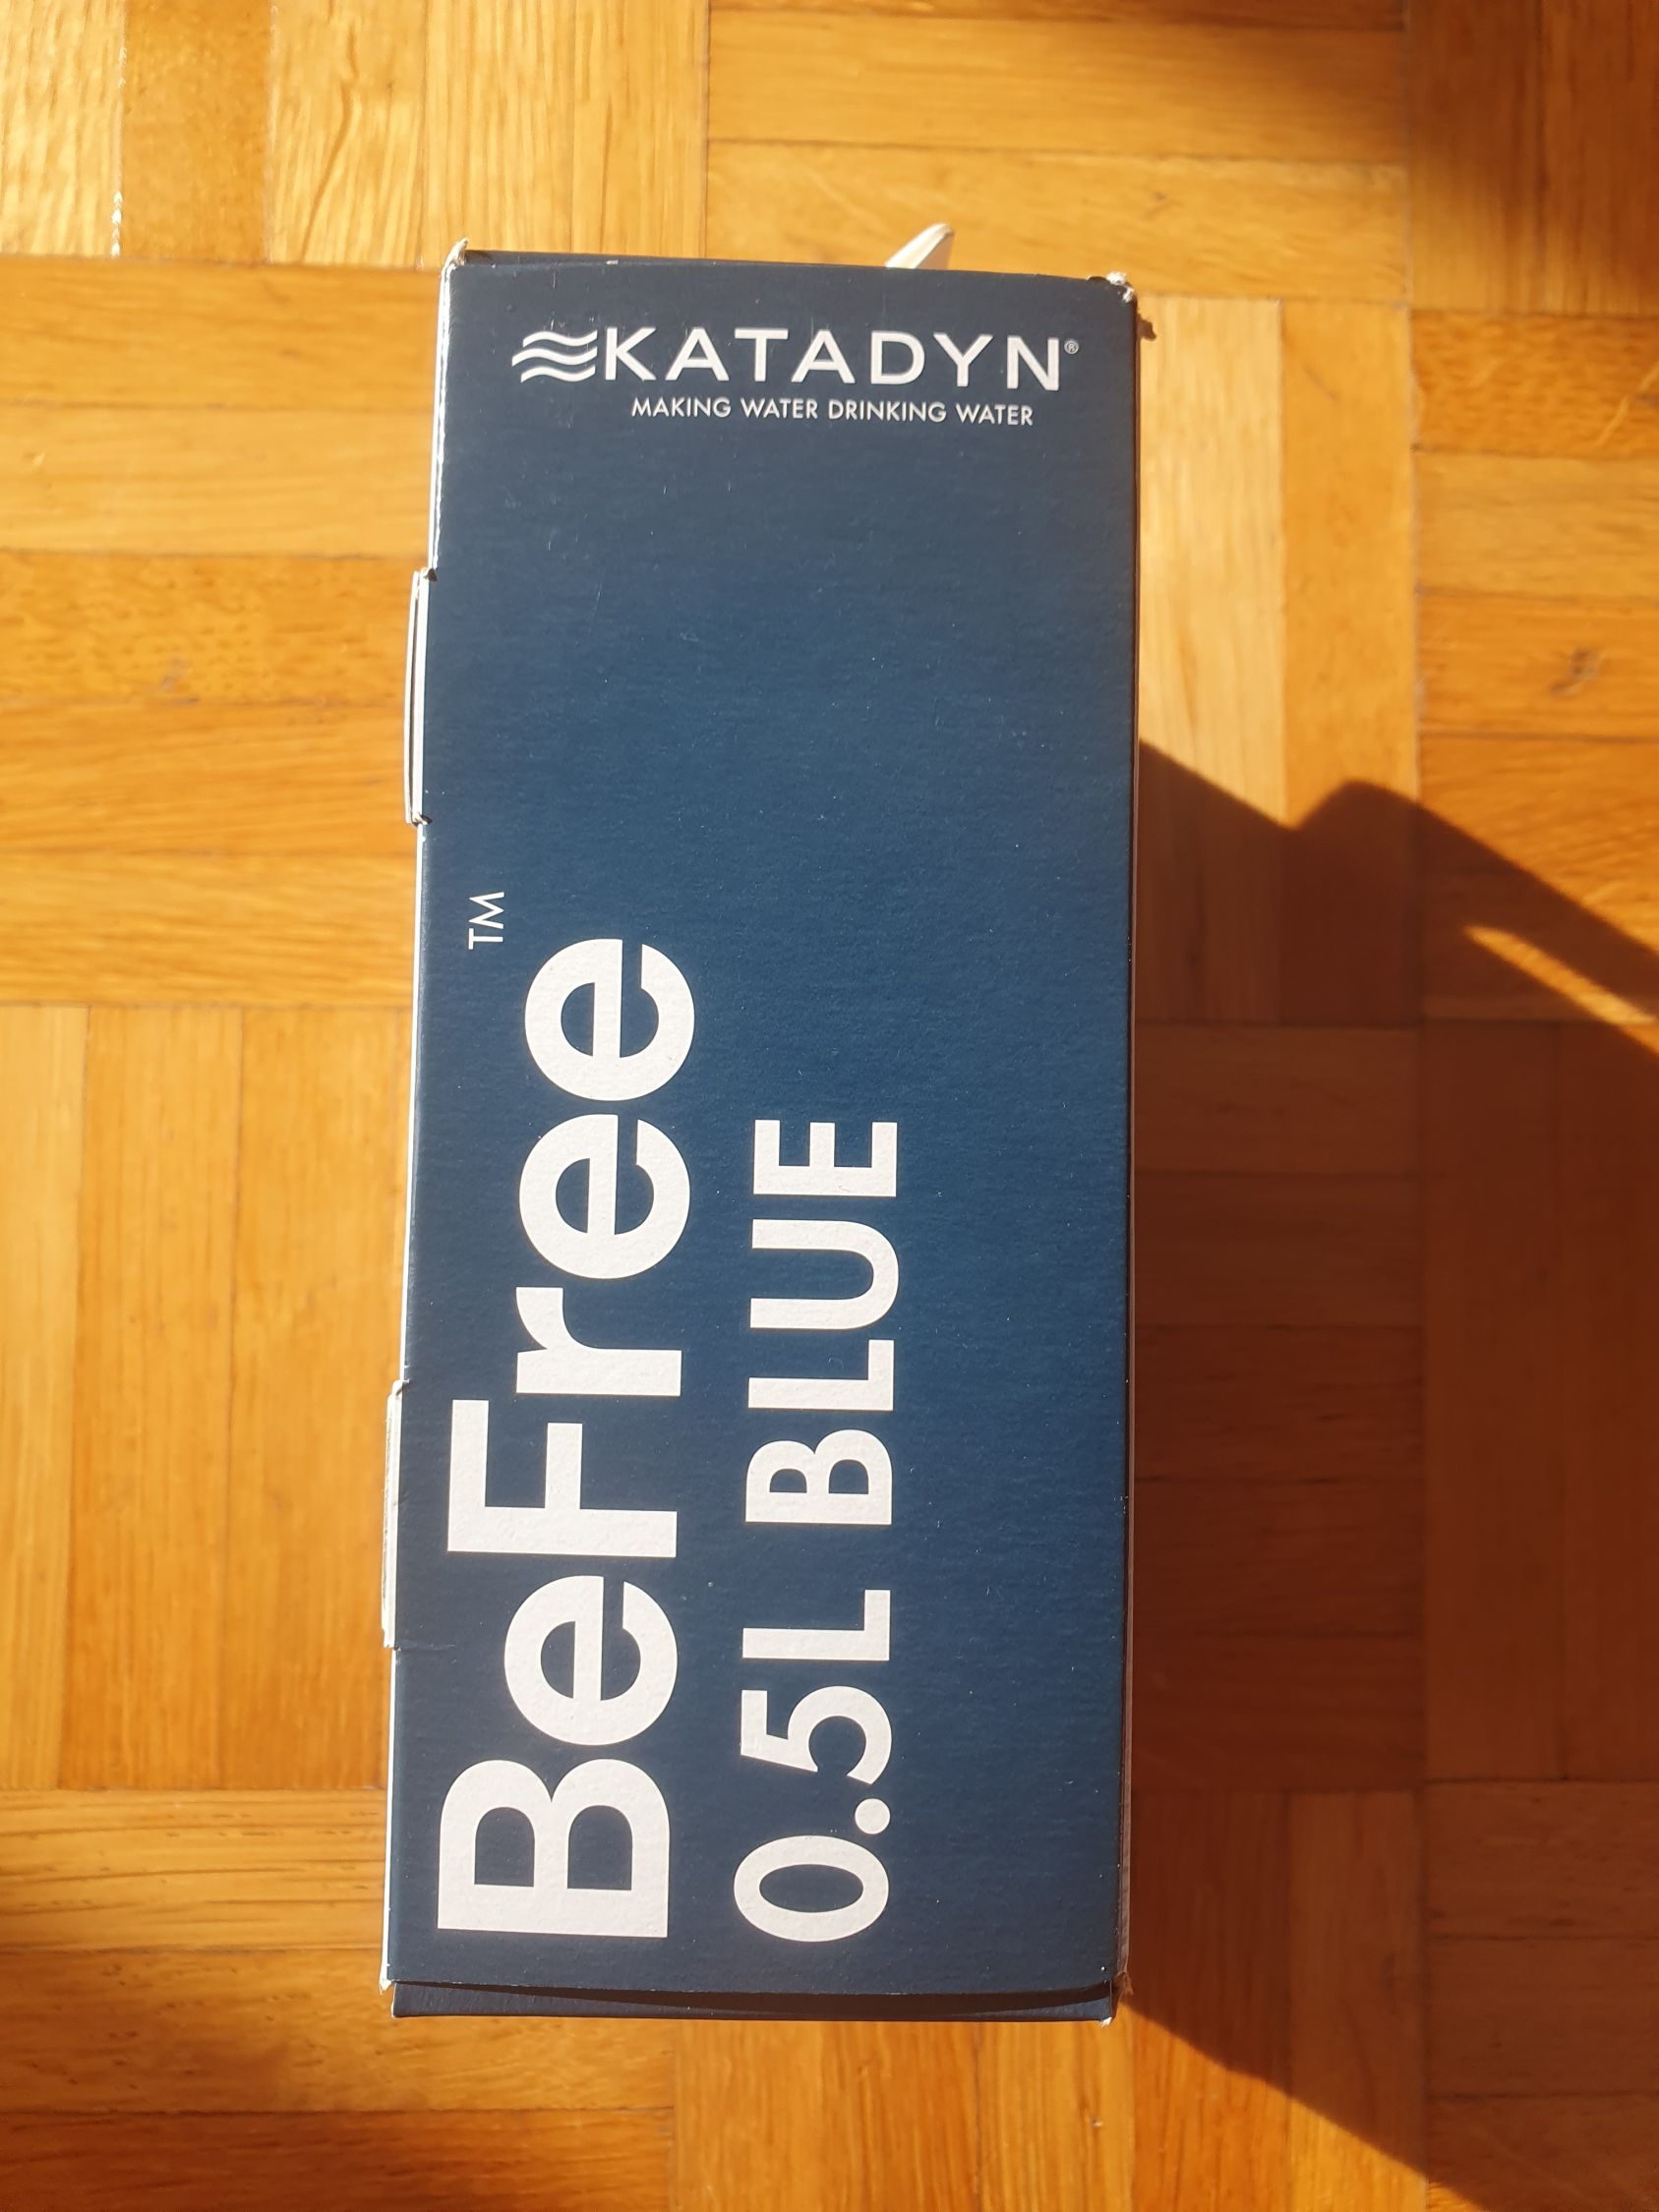 KATADYN®
MAKING WATER DRINKING WATER
BeFree™
0.5L BLUE